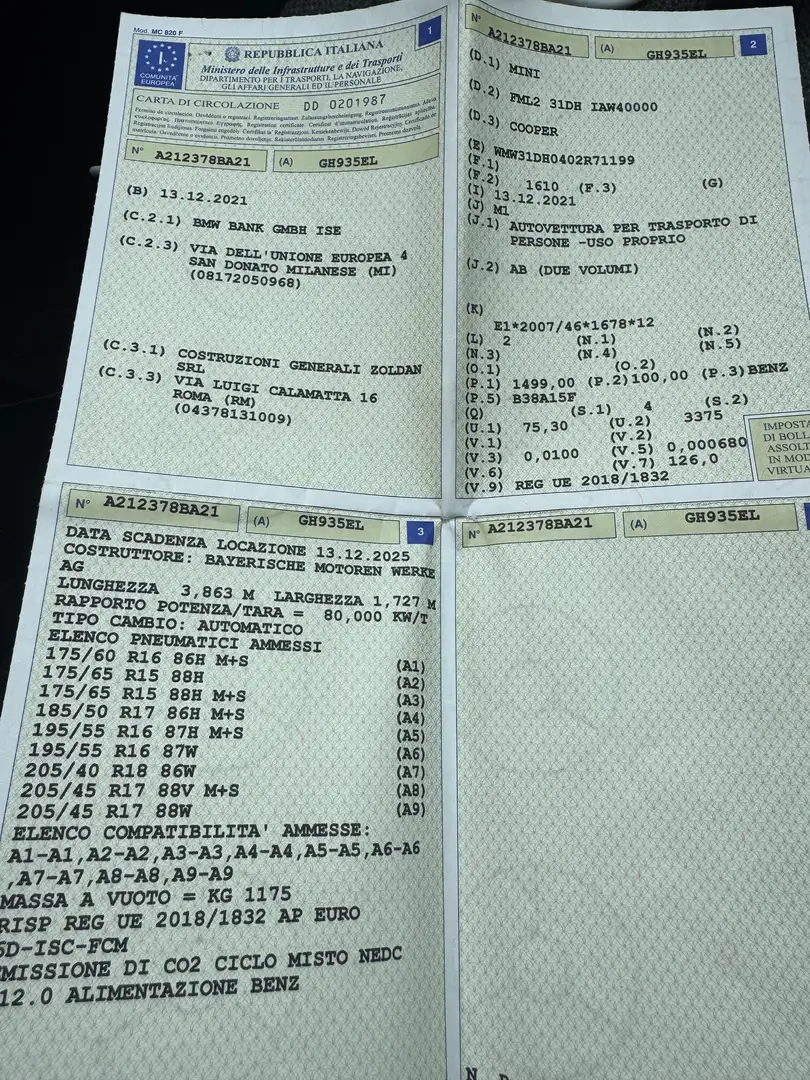 Mod. MC 820 F
1
COMUNITA'
EUROPEA
I
REPUBBLICA ITALIANA
Ministero delle Infrastrutture e dei Trasporti
DIPARTIMENTO PER I TRASPORTI, LA NAVIGAZIONE,
GLI AFFARI GENERALI ED IL PERSONALE
CARTA DI CIRCOLAZIONE DD 0201987
N° A212378BA21 (A) GH935EL
(B) 13.12.2021
(C.2.1) BMW BANK GMBH ISE
(C.2.3) VIA DELL'UNIONE EUROPEA 4
SAN DONATO MILANESE (MI)
(08172050968)
(C.3.1) COSTRUZIONI GENERALI ZOLDAN
SRL
(C.3.3) VIA LUIGI CALAMATTA 16
ROMA (RM)
(04378131009)
N° A212378BA21 (A) GH935EL 2
(D.1) MINI
(D.2) FML2 31DH IAW40000
(D.3) COOPER
(E) WMW31DH0402R71199
(F.1)
(F.2) 1610 (F.3) (G)
(I) 13.12.2021
(J) M1
(J.1) AUTOVETTURA PER TRASPORTO DI
PERSONE -USO PROPRIO
(J.2) AB (DUE VOLUMI)
(K)
E1*2007/46*1678*12
(L) 2 (N.1) (N.2)
(N.3) (N.4) (N.5)
(O.1) (O.2)
(P.1) 1499,00 (P.2)100,00 (P.3)BENZ
(P.5) B38A15F
(Q) (S.1) 4 (S.2)
(U.1) 75,30 (U.2) 3375
(V.1) (V.2)
(V.3) 0,0100 (V.5) 0,000680
(V.6) (V.7) 126,0
(V.9) REG UE 2018/1832
IMPOSTA
DI BOLL
ASSOLT
IN MOD
VIRTUA
N° A212378BA21 (A) GH935EL 3
DATA SCADENZA LOCAZIONE 13.12.2025
COSTRUTTORE: BAYERISCHE MOTOREN WERKE
AG
LUNGHEZZA 3,863 M LARGHEZZA 1,727 M
RAPPORTO POTENZA/TARA = 80,000 KW/T
TIPO CAMBIO: AUTOMATICO
ELENCO PNEUMATICI AMMESSI
175/60 R16 86H M+S (A1)
175/65 R15 88H (A2)
175/65 R15 88H M+S (A3)
185/50 R17 86H M+S (A4)
195/55 R16 87H M+S (A5)
195/55 R16 87W (A6)
205/40 R18 86W (A7)
205/45 R17 88V M+S (A8)
205/45 R17 88W (A9)
ELENCO COMPATIBILITA' AMMESSE:
A1-A1,A2-A2,A3-A3,A4-A4,A5-A5,A6-A6
,A7-A7,A8-A8,A9-A9
MASSA A VUOTO = KG 1175
RISP REG UE 2018/1832 AP EURO
6D-ISC-FCM
MISSIONE DI CO2 CICLO MISTO NEDC
12.0 ALIMENTAZIONE BENZ
N° A212378BA21 (A) GH935EL